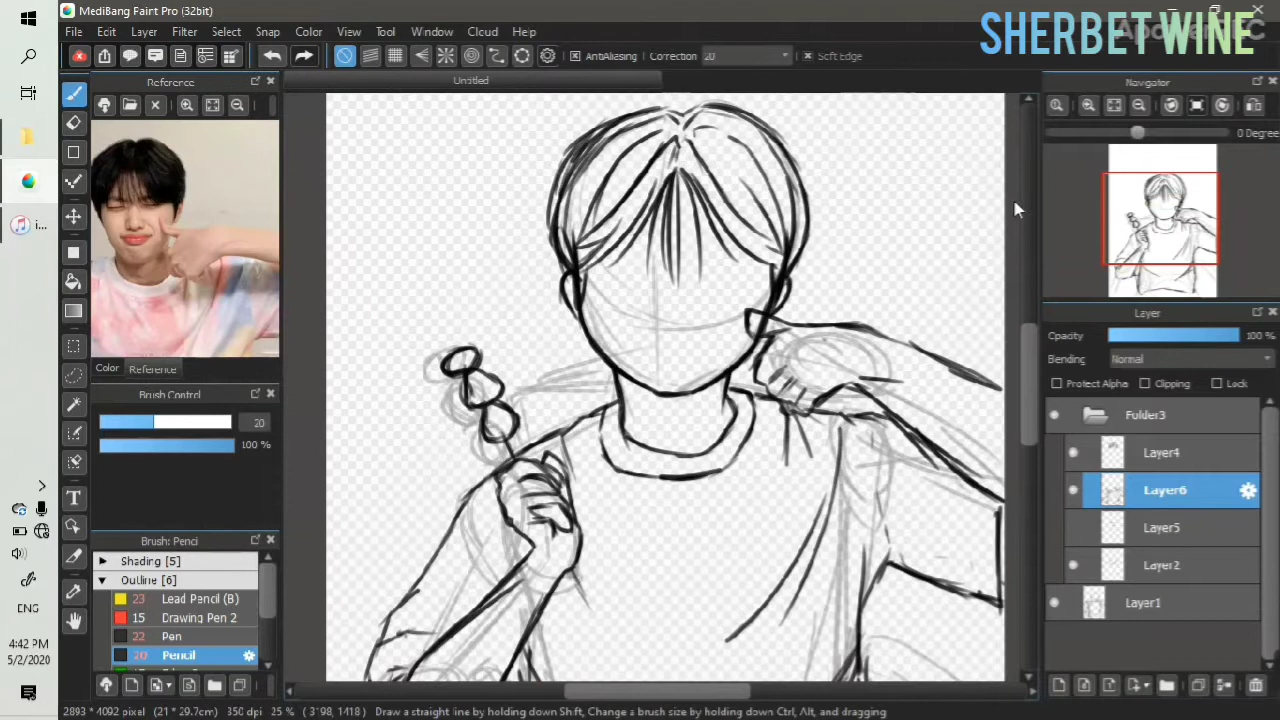 MediBang Paint Pro (32bit)
SHERBET WINE
File Edit Layer Filter Select Snap Color View Tool Window Cloud Help
AntiAliasing Correction 20 Soft Edge
Reference
Untitled
Navigator
0 Degree
Color Reference
Brush Control
20
100 %
Layer
Opacity
Bending Normal
Protect Alpha Clipping Lock
Folder3
Layer4
Layer6
Layer5
Layer2
Layer1
Brush: Penci
Shading [5]
Outline [6]
23 Lead Pencil (B)
15 Drawing Pen 2
22 Pen
20 Pencil
i...
ENG
4:42 PM
5/2/2020
2893 * 4092 pixel (21 * 29.7cm) 350 dpi 25 % ( 3198, 1418 ) Draw a straight line by holding down Shift, Change a brush size by holding down Ctrl, Alt, and dragging